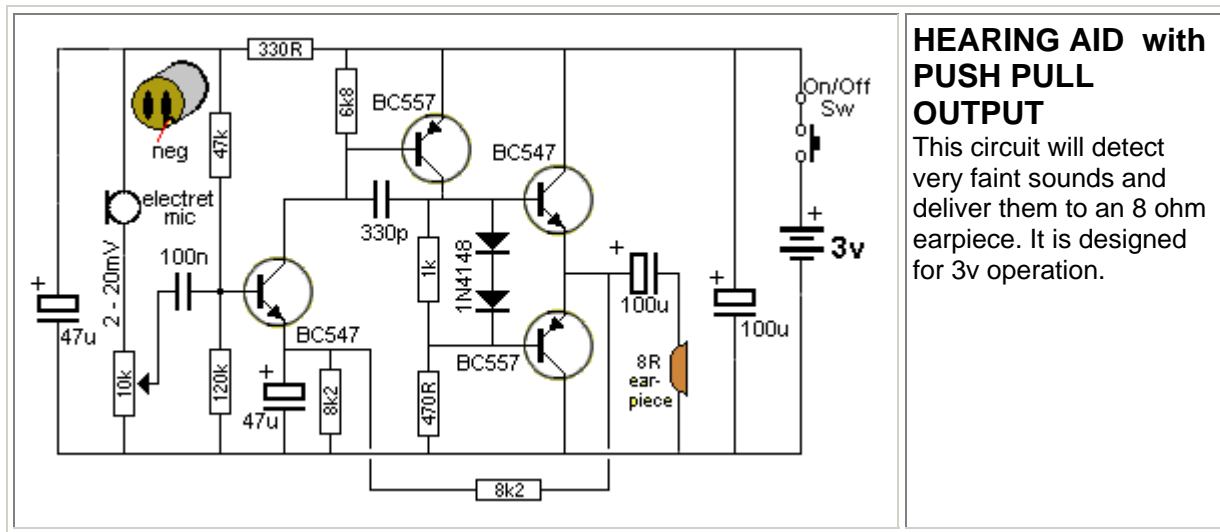 330R
6k8
BC557
On/Off
Sw
47k
neg
BC547
electret
mic
330p
1k
1N4148
+
3v
2 - 20mV
100n
+
100u
+
47u
BC547
BC557
+
100u
10k
120k
+
47u
8k2
470R
8R
ear-
piece
8k2
HEARING AID with
PUSH PULL
OUTPUT
This circuit will detect
very faint sounds and
deliver them to an 8 ohm
earpiece. It is designed
for 3v operation.